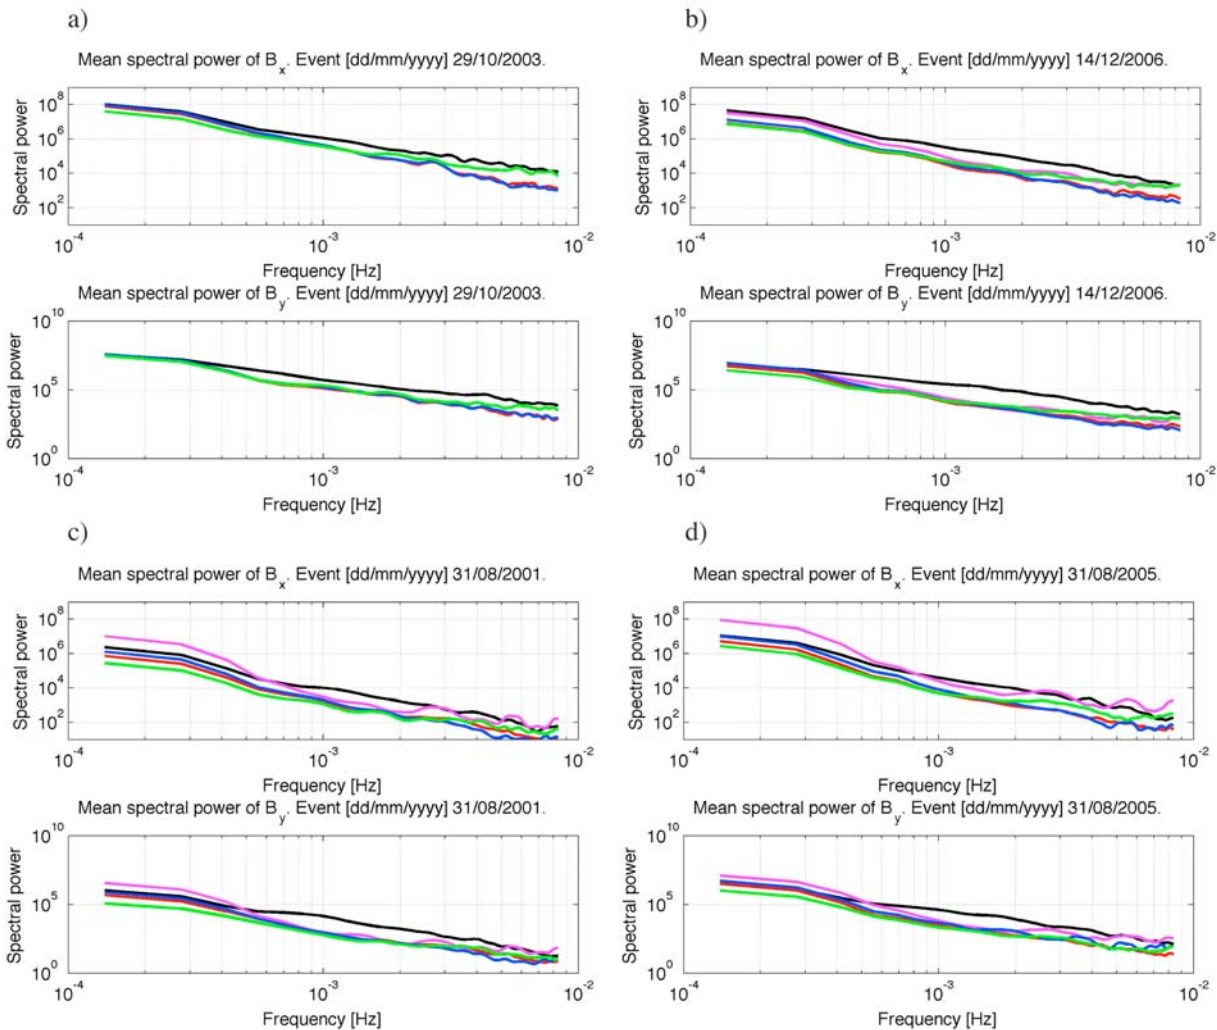 a)
Mean spectral power of Bx. Event [dd/mm/yyyy] 29/10/2003.
Spectral power
10^8
10^6
10^4
10^2
10^-4
10^-3
10^-2
Frequency [Hz]
Mean spectral power of By. Event [dd/mm/yyyy] 29/10/2003.
Spectral power
10^10
10^5
10^0
10^-4
10^-3
10^-2
Frequency [Hz]
b)
Mean spectral power of Bx. Event [dd/mm/yyyy] 14/12/2006.
Spectral power
10^8
10^6
10^4
10^2
10^-4
10^-3
10^-2
Frequency [Hz]
Mean spectral power of By. Event [dd/mm/yyyy] 14/12/2006.
Spectral power
10^10
10^5
10^0
10^-4
10^-3
10^-2
Frequency [Hz]
c)
Mean spectral power of Bx. Event [dd/mm/yyyy] 31/08/2001.
Spectral power
10^8
10^6
10^4
10^2
10^-4
10^-3
10^-2
Frequency [Hz]
Mean spectral power of By. Event [dd/mm/yyyy] 31/08/2001.
Spectral power
10^10
10^5
10^0
10^-4
10^-3
10^-2
Frequency [Hz]
d)
Mean spectral power of Bx. Event [dd/mm/yyyy] 31/08/2005.
Spectral power
10^8
10^6
10^4
10^2
10^-4
10^-3
10^-2
Frequency [Hz]
Mean spectral power of By. Event [dd/mm/yyyy] 31/08/2005.
Spectral power
10^10
10^5
10^0
10^-4
10^-3
10^-2
Frequency [Hz]